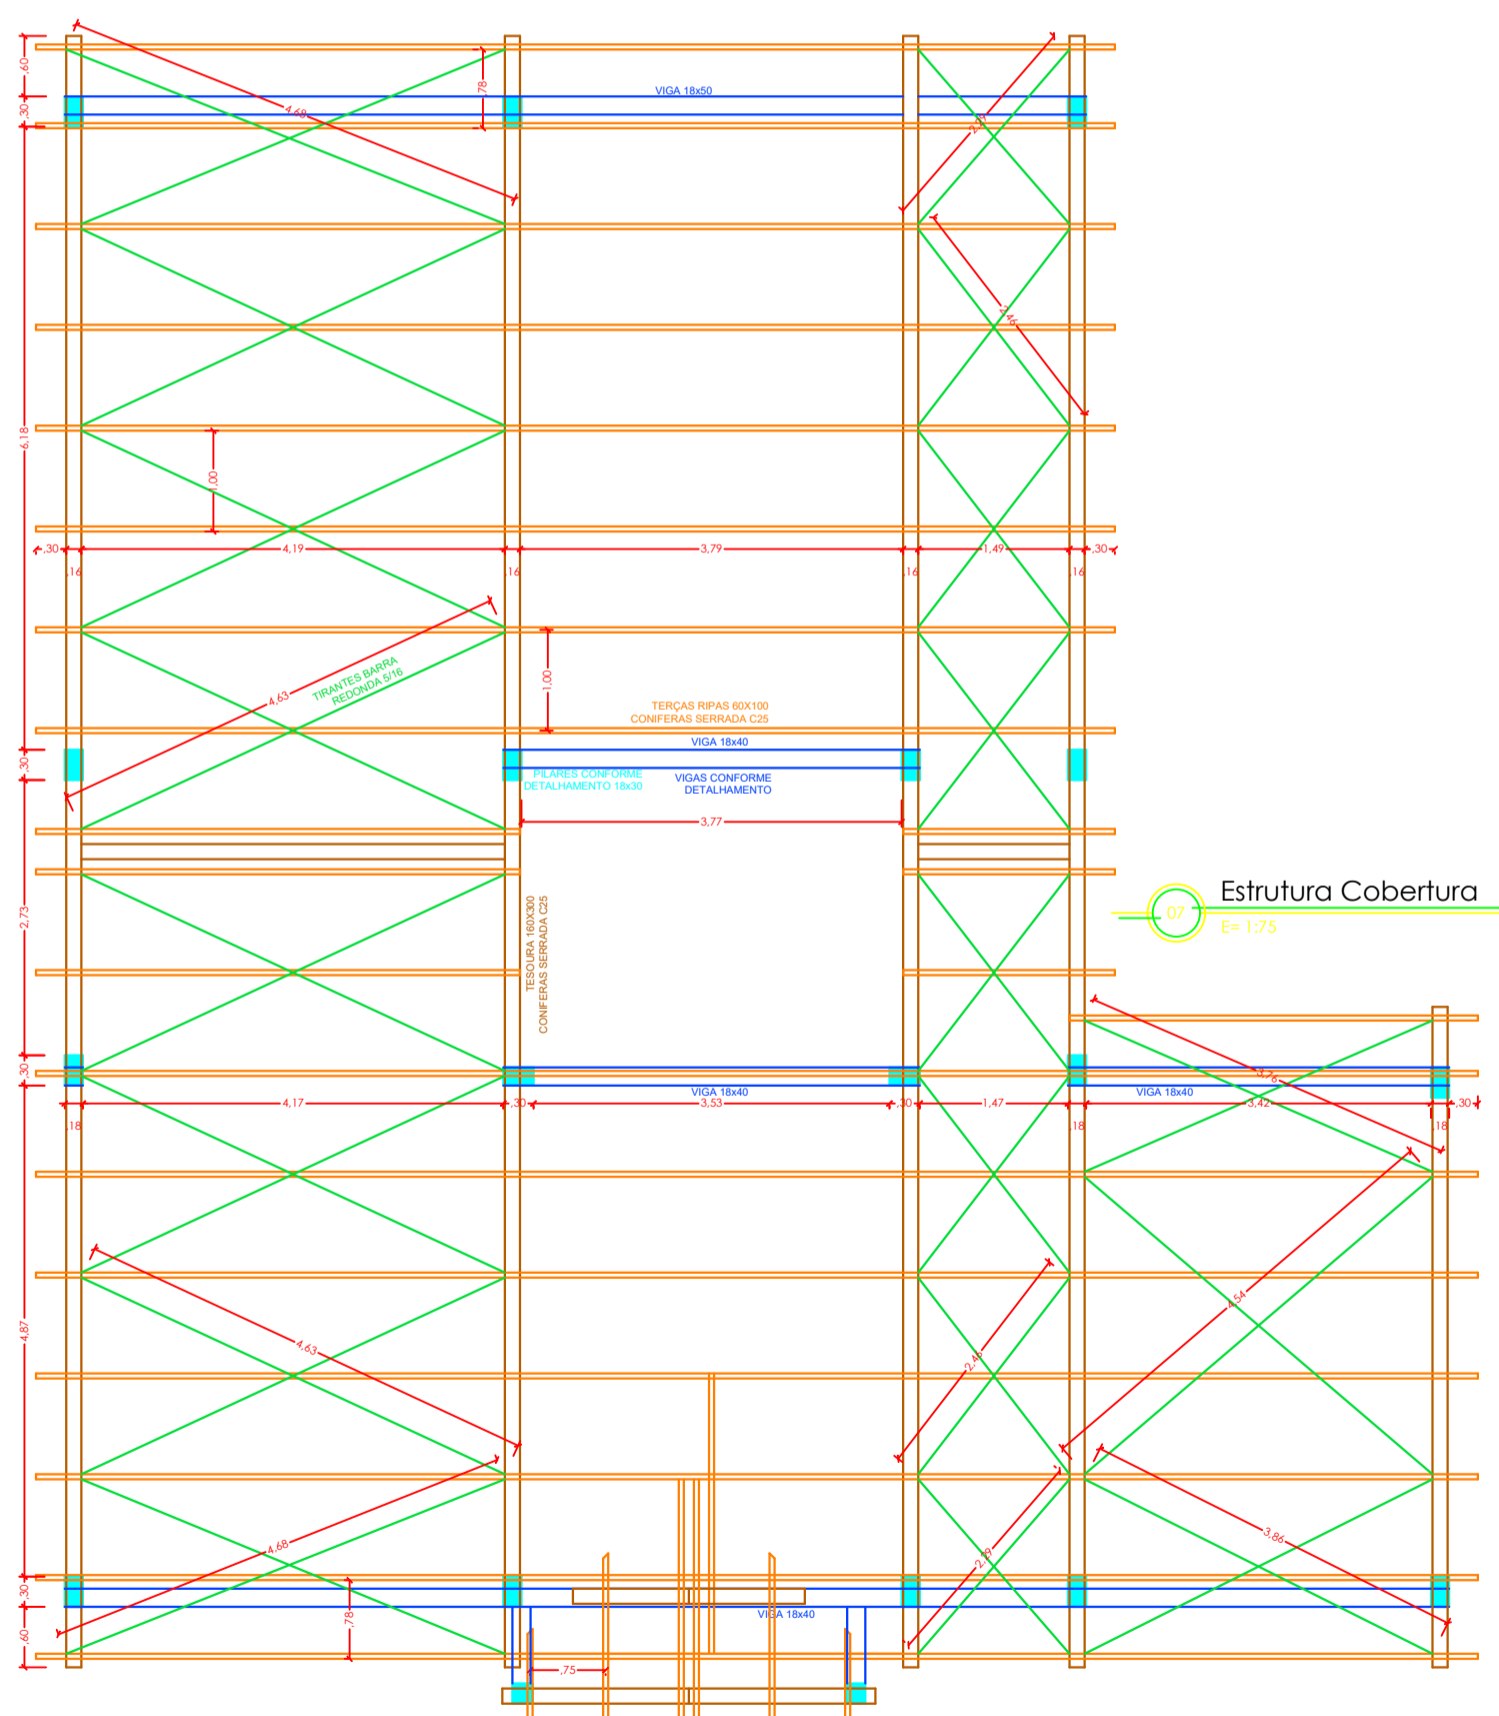 ,60
4,68
,78
VIGA 18x50
2,29
,30
2,46
6,18
1,00
,30
4,19
3,79
1,49
,30
,16
,16
,16
,16
TIRANTES BARRA
REDONDA 5/16
4,63
1,00
TERÇAS RIPAS 60X100
CONIFERAS SERRADA C25
VIGA 18x40
,30
PILARES CONFORME
DETALHAMENTO 18x30
VIGAS CONFORME
DETALHAMENTO
3,77
2,73
TESOURA 160X300
CONIFERAS SERRADA C25
07
Estrutura Cobertura
E= 1:75
,30
3,76
VIGA 18x40
VIGA 18x40
4,17
,30
3,53
,30
1,47
3,42
,30
,18
,18
,18
4,87
4,63
2,46
4,54
4,68
2,29
3,86
,30
,78
VIGA 18x40
,60
,75